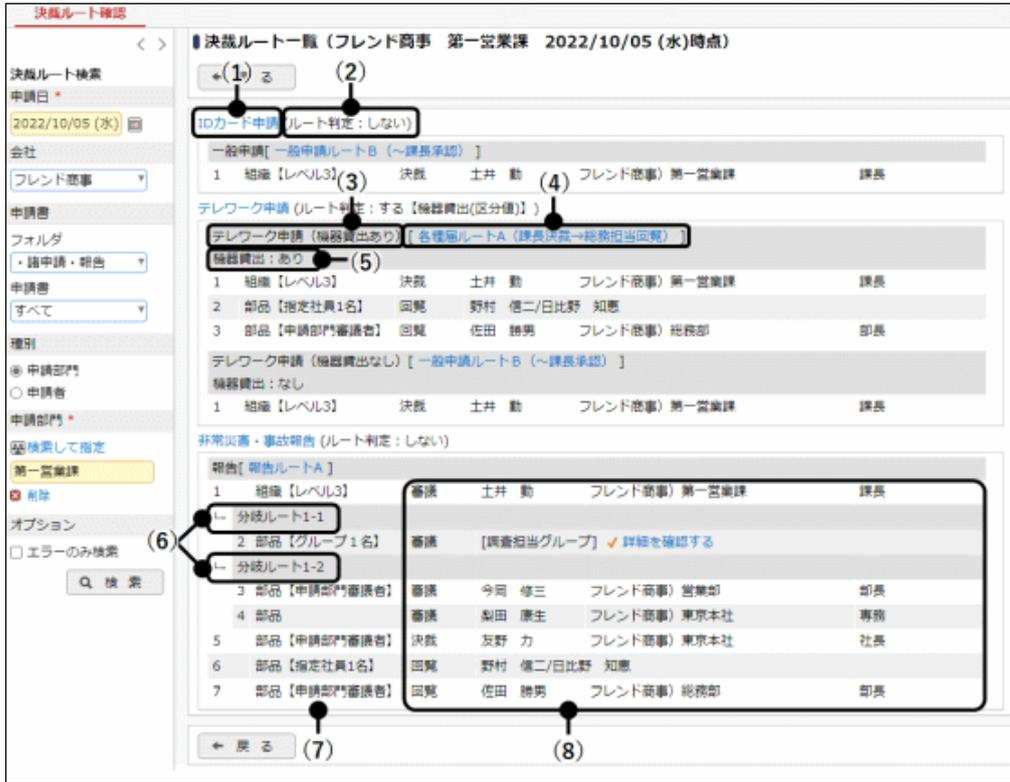 決裁ルート確認
< >
決裁ルート検索
申請日 *
2022/10/05 (水)
会社
フレンド商事
申請書
フォルダ
・諸申請・報告
申請書
すべて
種別
申請部門
申請者
申請部門 *
検索して指定
第一営業課
削除
オプション
エラーのみ検索
検 索
決裁ルート一覧（フレンド商事 第一営業課 2022/10/05 (水)時点）
(1) る (2)
IDカード申請 (ルート判定：しない)
一般申請[ 一般申請ルートB（～課長承認） ]
1 組織【レベル3】 決裁 土井 勤 フレンド商事）第一営業課 課長
(3) (4)
テレワーク申請 (ルート判定：する【機器貸出(区分値)】)
テレワーク申請（機器貸出あり）[ 各種届ルートA（課長決裁→総務担当回覧） ]
機器貸出：あり (5)
1 組織【レベル3】 決裁 土井 勤 フレンド商事）第一営業課 課長
2 部品【指定社員1名】 回覧 野村 信二/日比野 知恵
3 部品【申請部門審議者】 回覧 佐田 勝男 フレンド商事）総務部 部長
テレワーク申請（機器貸出なし）[ 一般申請ルートB（～課長承認） ]
機器貸出：なし
1 組織【レベル3】 決裁 土井 勤 フレンド商事）第一営業課 課長
非常災害・事故報告 (ルート判定：しない)
報告[ 報告ルートA ]
1 組織【レベル3】 審議 土井 勤 フレンド商事）第一営業課 課長
分岐ルート1-1
(6)
2 部品【グループ1名】 審議 [調査担当グループ] 詳細を確認する
分岐ルート1-2
3 部品【申請部門審議者】 審議 今岡 修三 フレンド商事）営業部 部長
4 部品 審議 梨田 康生 フレンド商事）東京本社 専務
5 部品【申請部門審議者】 決裁 友野 力 フレンド商事）東京本社 社長
6 部品【指定社員1名】 回覧 野村 信二/日比野 知恵
7 部品【申請部門審議者】 回覧 佐田 勝男 フレンド商事）総務部 部長
← 戻 る (7) (8)